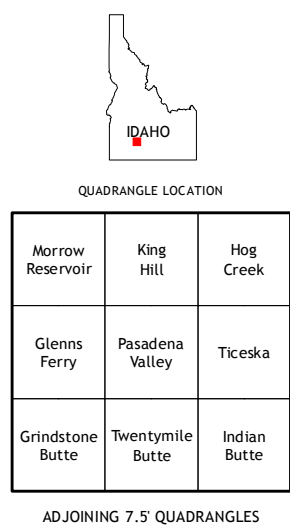 IDAHO
QUADRANGLE LOCATION
Morrow
Reservoir
King
Hill
Hog
Creek
Glenns
Ferry
Pasadena
Valley
Ticeska
Grindstone
Butte
Twentymile
Butte
Indian
Butte
ADJOINING 7.5' QUADRANGLES